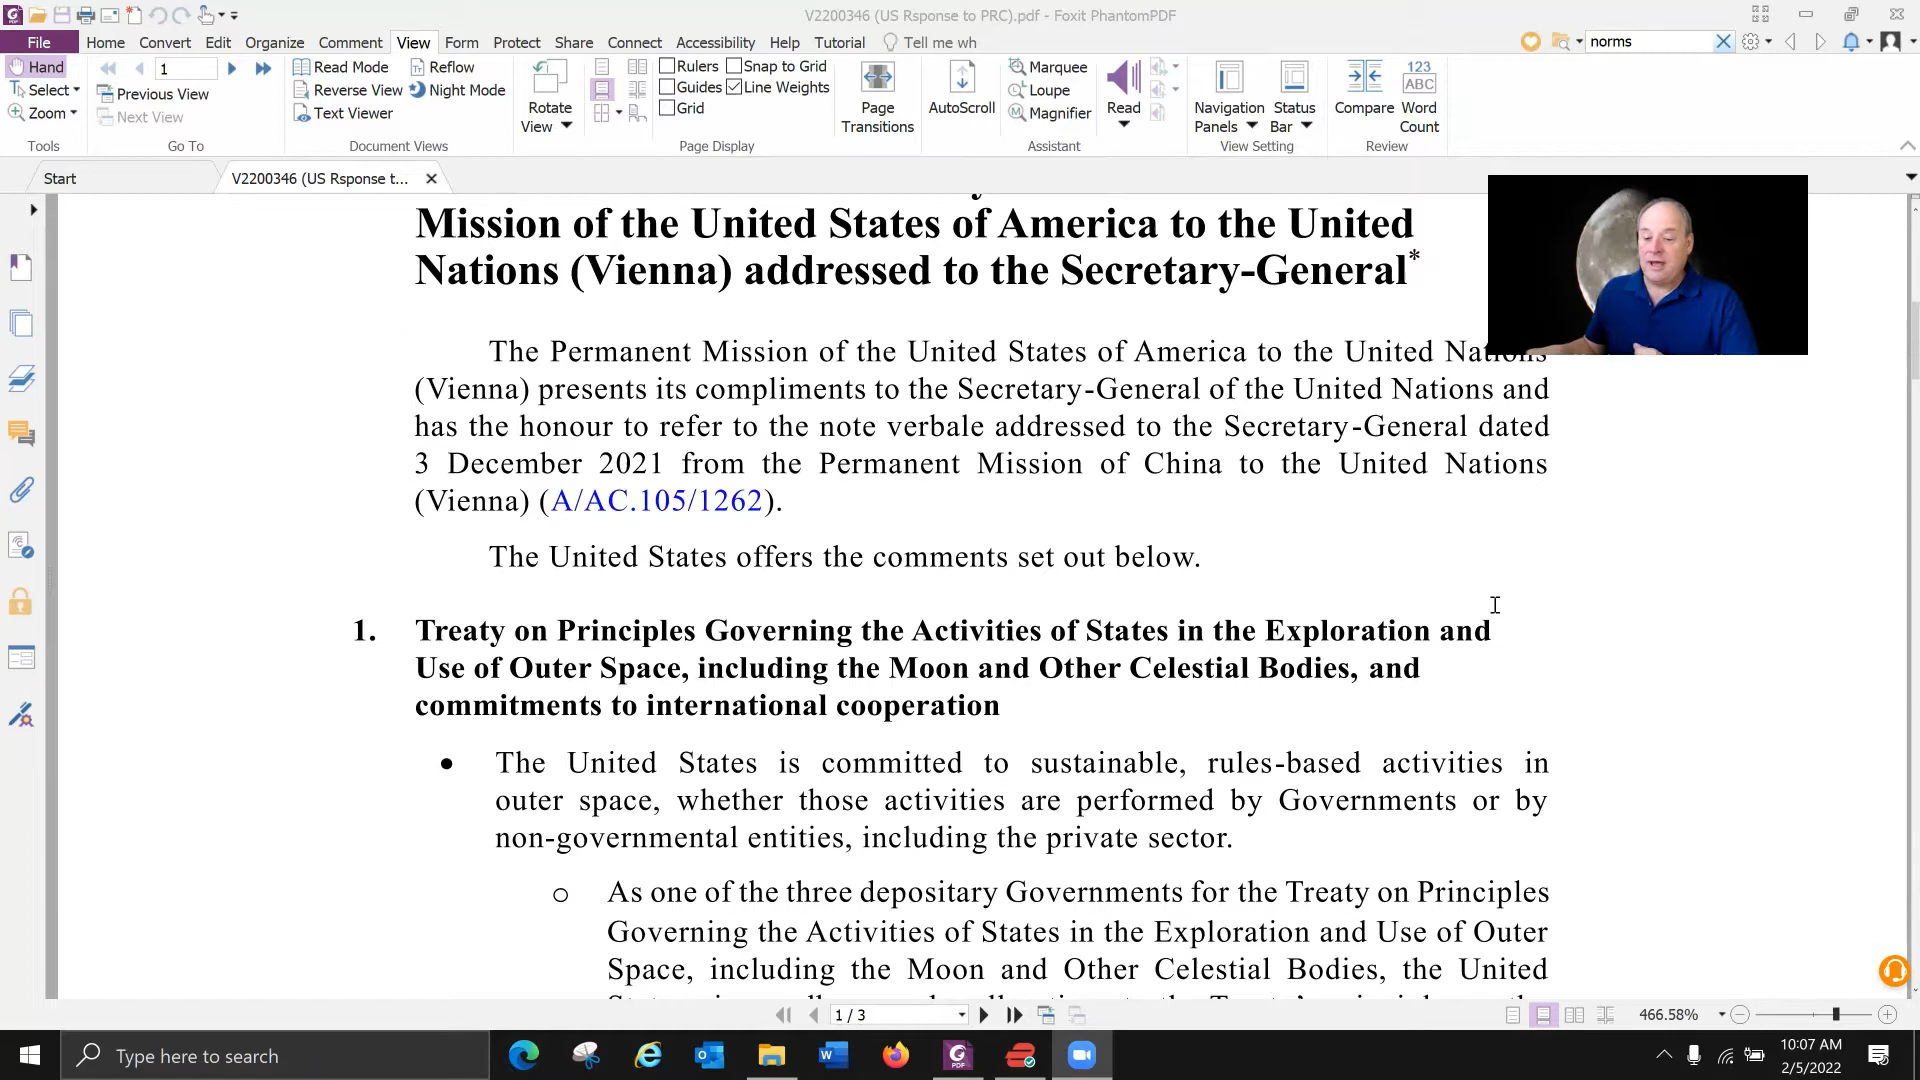 V2200346 (US Rsponse to PRC).pdf - Foxit PhantomPDF
File Home Convert Edit Organize Comment View Form Protect Share Connect Accessibility Help Tutorial Tell me wh norms
Hand 1 Read Mode Reflow Rulers Snap to Grid Marquee 123
Select Previous View Reverse View Night Mode Guides Line Weights Loupe ABC
Zoom Next View Text Viewer Rotate View Grid Page Transitions AutoScroll Magnifier Read Navigation Panels Status Bar Compare Word Count
Tools Go To Document Views Page Display Assistant View Setting Review
Start V2200346 (US Rsponse t...
Mission of the United States of America to the United
Nations (Vienna) addressed to the Secretary-General*
The Permanent Mission of the United States of America to the United Nations
(Vienna) presents its compliments to the Secretary-General of the United Nations and
has the honour to refer to the note verbale addressed to the Secretary-General dated
3 December 2021 from the Permanent Mission of China to the United Nations
(Vienna) (A/AC.105/1262).
The United States offers the comments set out below.
1. Treaty on Principles Governing the Activities of States in the Exploration and
Use of Outer Space, including the Moon and Other Celestial Bodies, and
commitments to international cooperation
• The United States is committed to sustainable, rules-based activities in
outer space, whether those activities are performed by Governments or by
non-governmental entities, including the private sector.
o As one of the three depositary Governments for the Treaty on Principles
Governing the Activities of States in the Exploration and Use of Outer
Space, including the Moon and Other Celestial Bodies, the United
1 / 3 466.58%
Type here to search 10:07 AM
2/5/2022